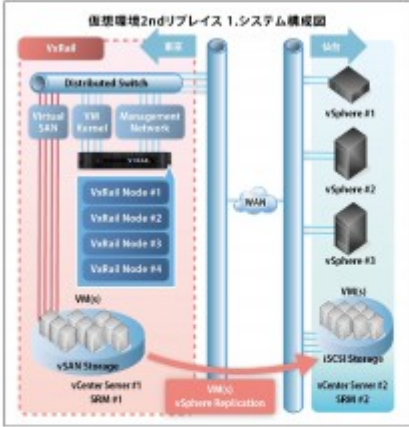 仮想環境2ndリプレイス 1.システム構成図
VxRail
東京
仙台
Distributed Switch
Virtual
SAN
VM
Kernel
Management
Network
VxRail Node #1
VxRail Node #2
VxRail Node #3
VxRail Node #4
VM(s)
vSAN Storage
vCenter Server #1
SRM #1
WAN
VM(s)
vSphere Replication
vSphere #1
vSphere #2
vSphere #3
VM(s)
iSCSI Storage
vCenter Server #2
SRM #2